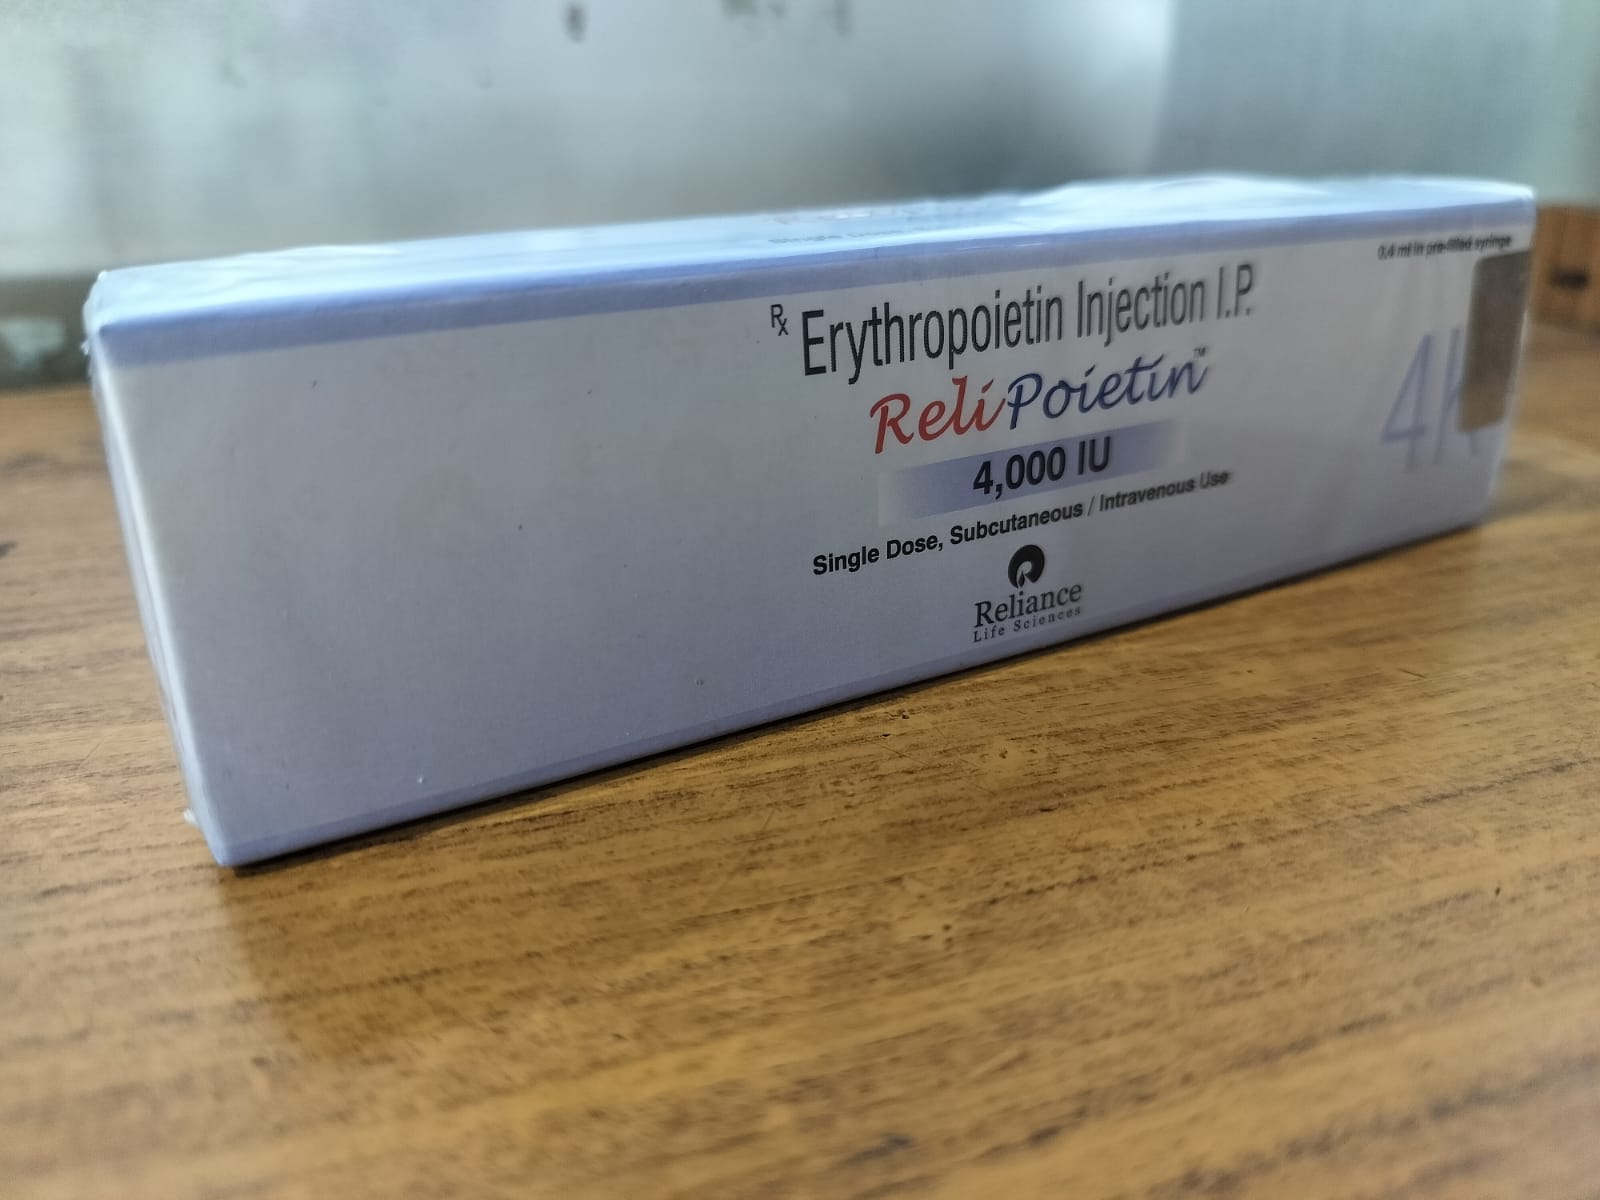 0.4 ml in pre-filled syringe
Rx Erythropoietin Injection I.P.
ReliPoietin™
4,000 IU
4K
Single Dose, Subcutaneous / Intravenous Use
Reliance
Life Sciences